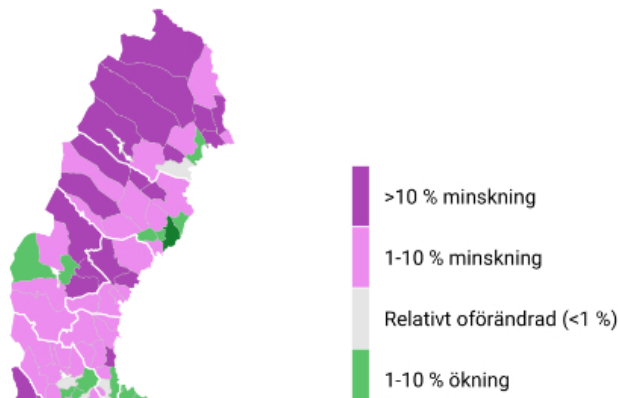 >10 % minskning
1-10 % minskning
Relativt oförändrad (<1 %)
1-10 % ökning